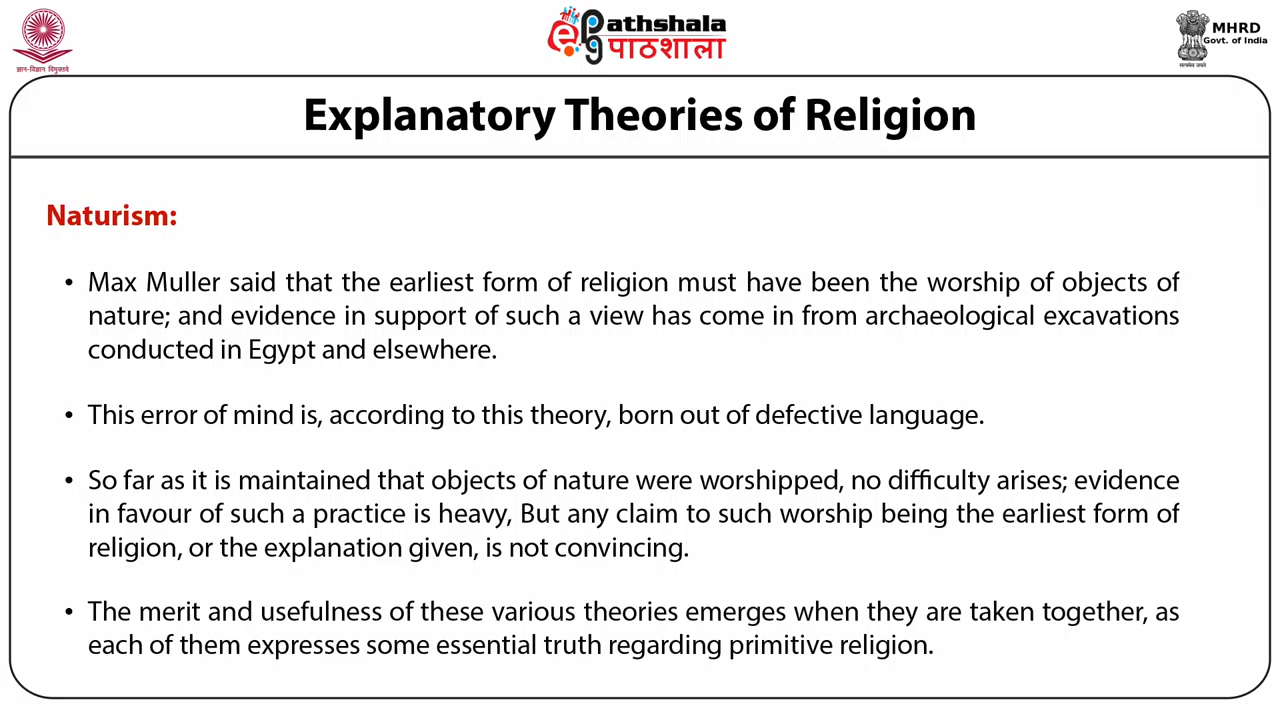 ज्ञान-विज्ञान विमुक्तये
epathshala
पाठशाला
MHRD
Govt. of India
सत्यमेव जयते
Explanatory Theories of Religion
Naturism:
• Max Muller said that the earliest form of religion must have been the worship of objects of
nature; and evidence in support of such a view has come in from archaeological excavations
conducted in Egypt and elsewhere.
• This error of mind is, according to this theory, born out of defective language.
• So far as it is maintained that objects of nature were worshipped, no difficulty arises; evidence
in favour of such a practice is heavy, But any claim to such worship being the earliest form of
religion, or the explanation given, is not convincing.
• The merit and usefulness of these various theories emerges when they are taken together, as
each of them expresses some essential truth regarding primitive religion.